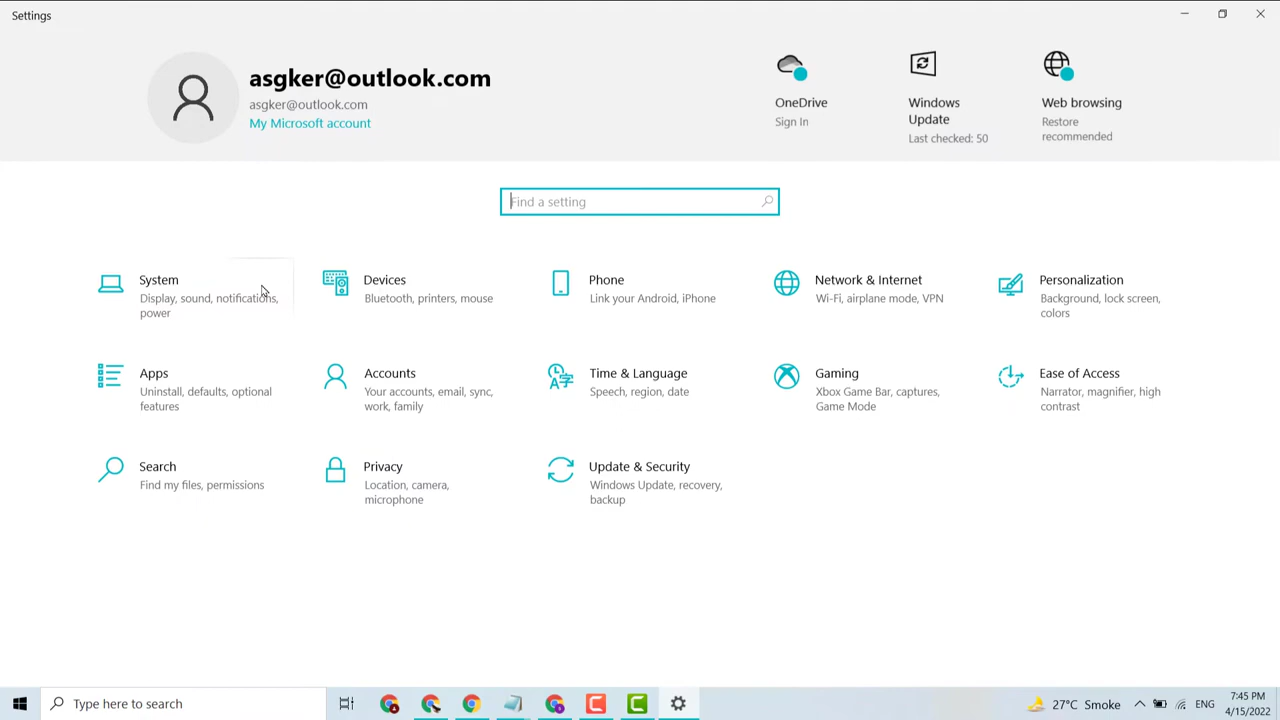 Settings
asgker@outlook.com
asgker@outlook.com
My Microsoft account
OneDrive
Sign In
Windows
Update
Last checked: 50
Web browsing
Restore
recommended
Find a setting
System
Display, sound, notifications,
power
Devices
Bluetooth, printers, mouse
Phone
Link your Android, iPhone
Network & Internet
Wi-Fi, airplane mode, VPN
Personalization
Background, lock screen,
colors
Apps
Uninstall, defaults, optional
features
Accounts
Your accounts, email, sync,
work, family
Time & Language
Speech, region, date
Gaming
Xbox Game Bar, captures,
Game Mode
Ease of Access
Narrator, magnifier, high
contrast
Search
Find my files, permissions
Privacy
Location, camera,
microphone
Update & Security
Windows Update, recovery,
backup
Type here to search
27°C Smoke
ENG
7:45 PM
4/15/2022